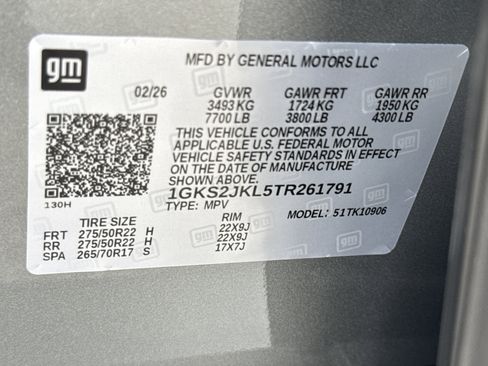 gm
MFD BY GENERAL MOTORS LLC
02/26 GVWR GAWR FRT GAWR RR
3493 KG 1724 KG 1950 KG
7700 LB 3800 LB 4300 LB
THIS VEHICLE CONFORMS TO ALL
APPLICABLE U.S. FEDERAL MOTOR
VEHICLE SAFETY STANDARDS IN EFFECT
ON THE DATE OF MANUFACTURE
SHOWN ABOVE.
1GKS2JKL5TR261791
130H TYPE: MPV MODEL: 51TK10906
TIRE SIZE RIM
FRT 275/50R22 H 22X9J
RR 275/50R22 H 22X9J
SPA 265/70R17 S 17X7J